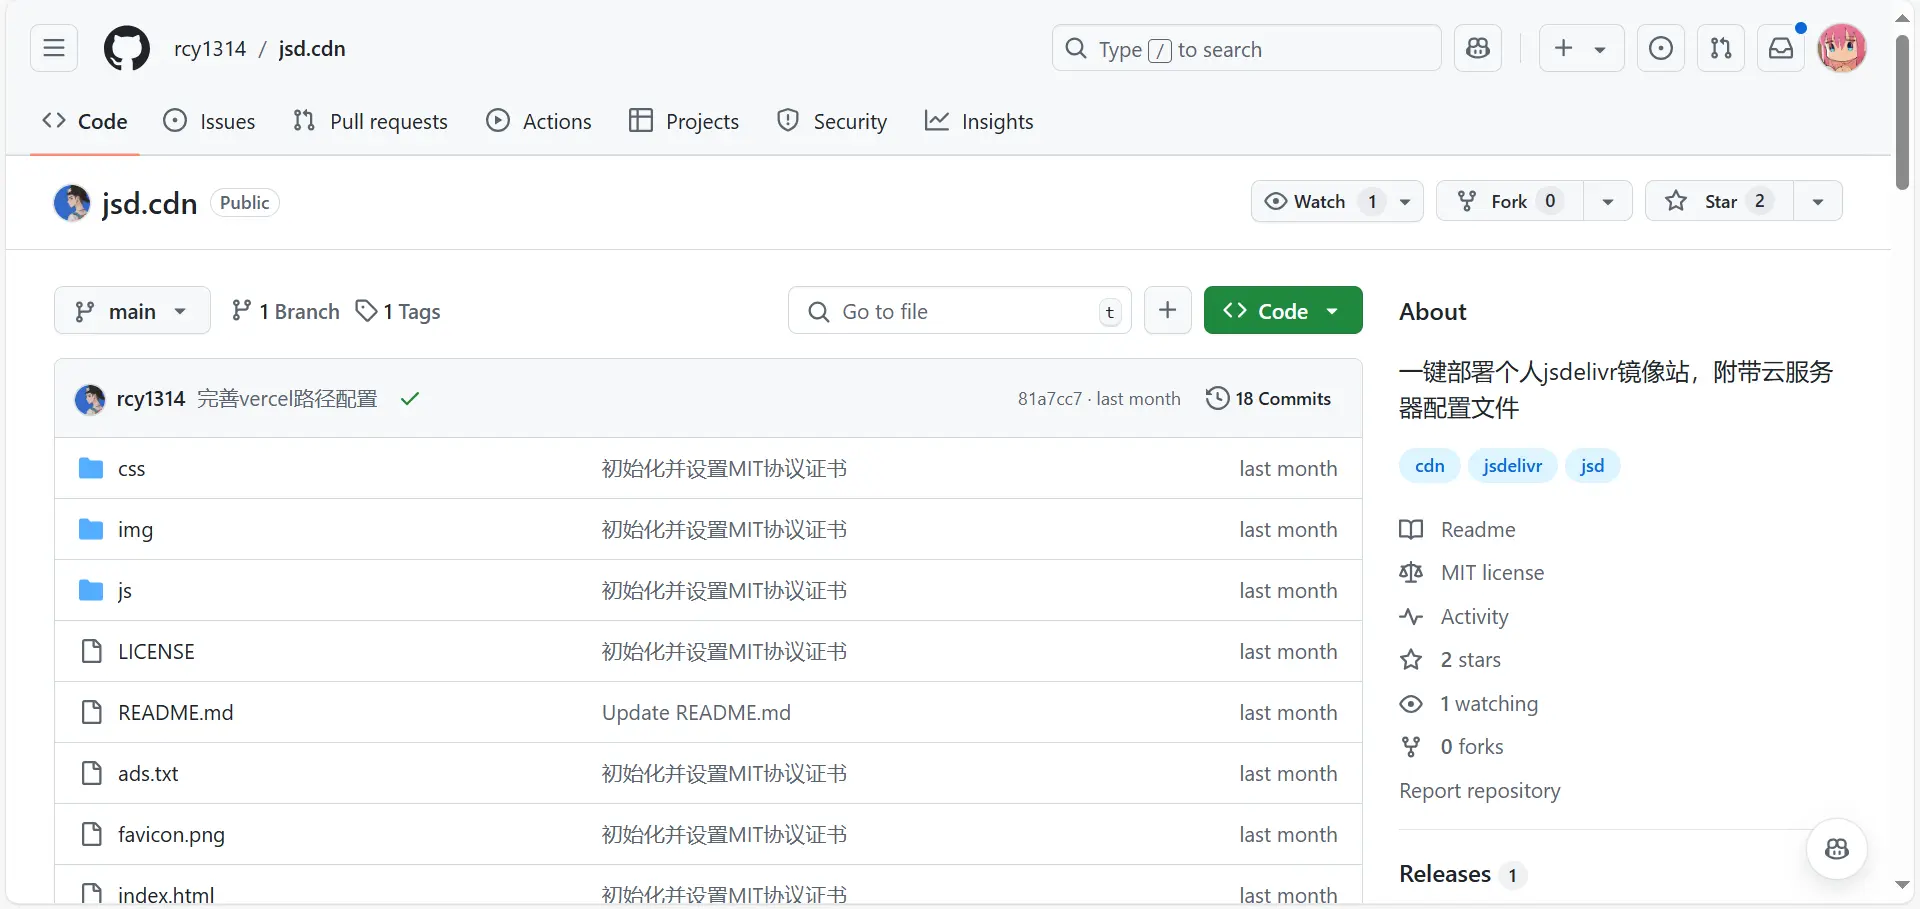 rcy1314 / jsd.cdn
Type / to search
Code Issues Pull requests Actions Projects Security Insights
jsd.cdn Public
Watch 1 Fork 0 Star 2
main 1 Branch 1 Tags
Go to file t
Code
About
一键部署个人jsdelivr镜像站，附带云服务
器配置文件
cdn jsdelivr jsd
Readme
MIT license
Activity
2 stars
1 watching
0 forks
Report repository
Releases 1
rcy1314 完善vercel路径配置 81a7cc7 · last month 18 Commits
css 初始化并设置MIT协议证书 last month
img 初始化并设置MIT协议证书 last month
js 初始化并设置MIT协议证书 last month
LICENSE 初始化并设置MIT协议证书 last month
README.md Update README.md last month
ads.txt 初始化并设置MIT协议证书 last month
favicon.png 初始化并设置MIT协议证书 last month
index.html 初始化并设置MIT协议证书 last month